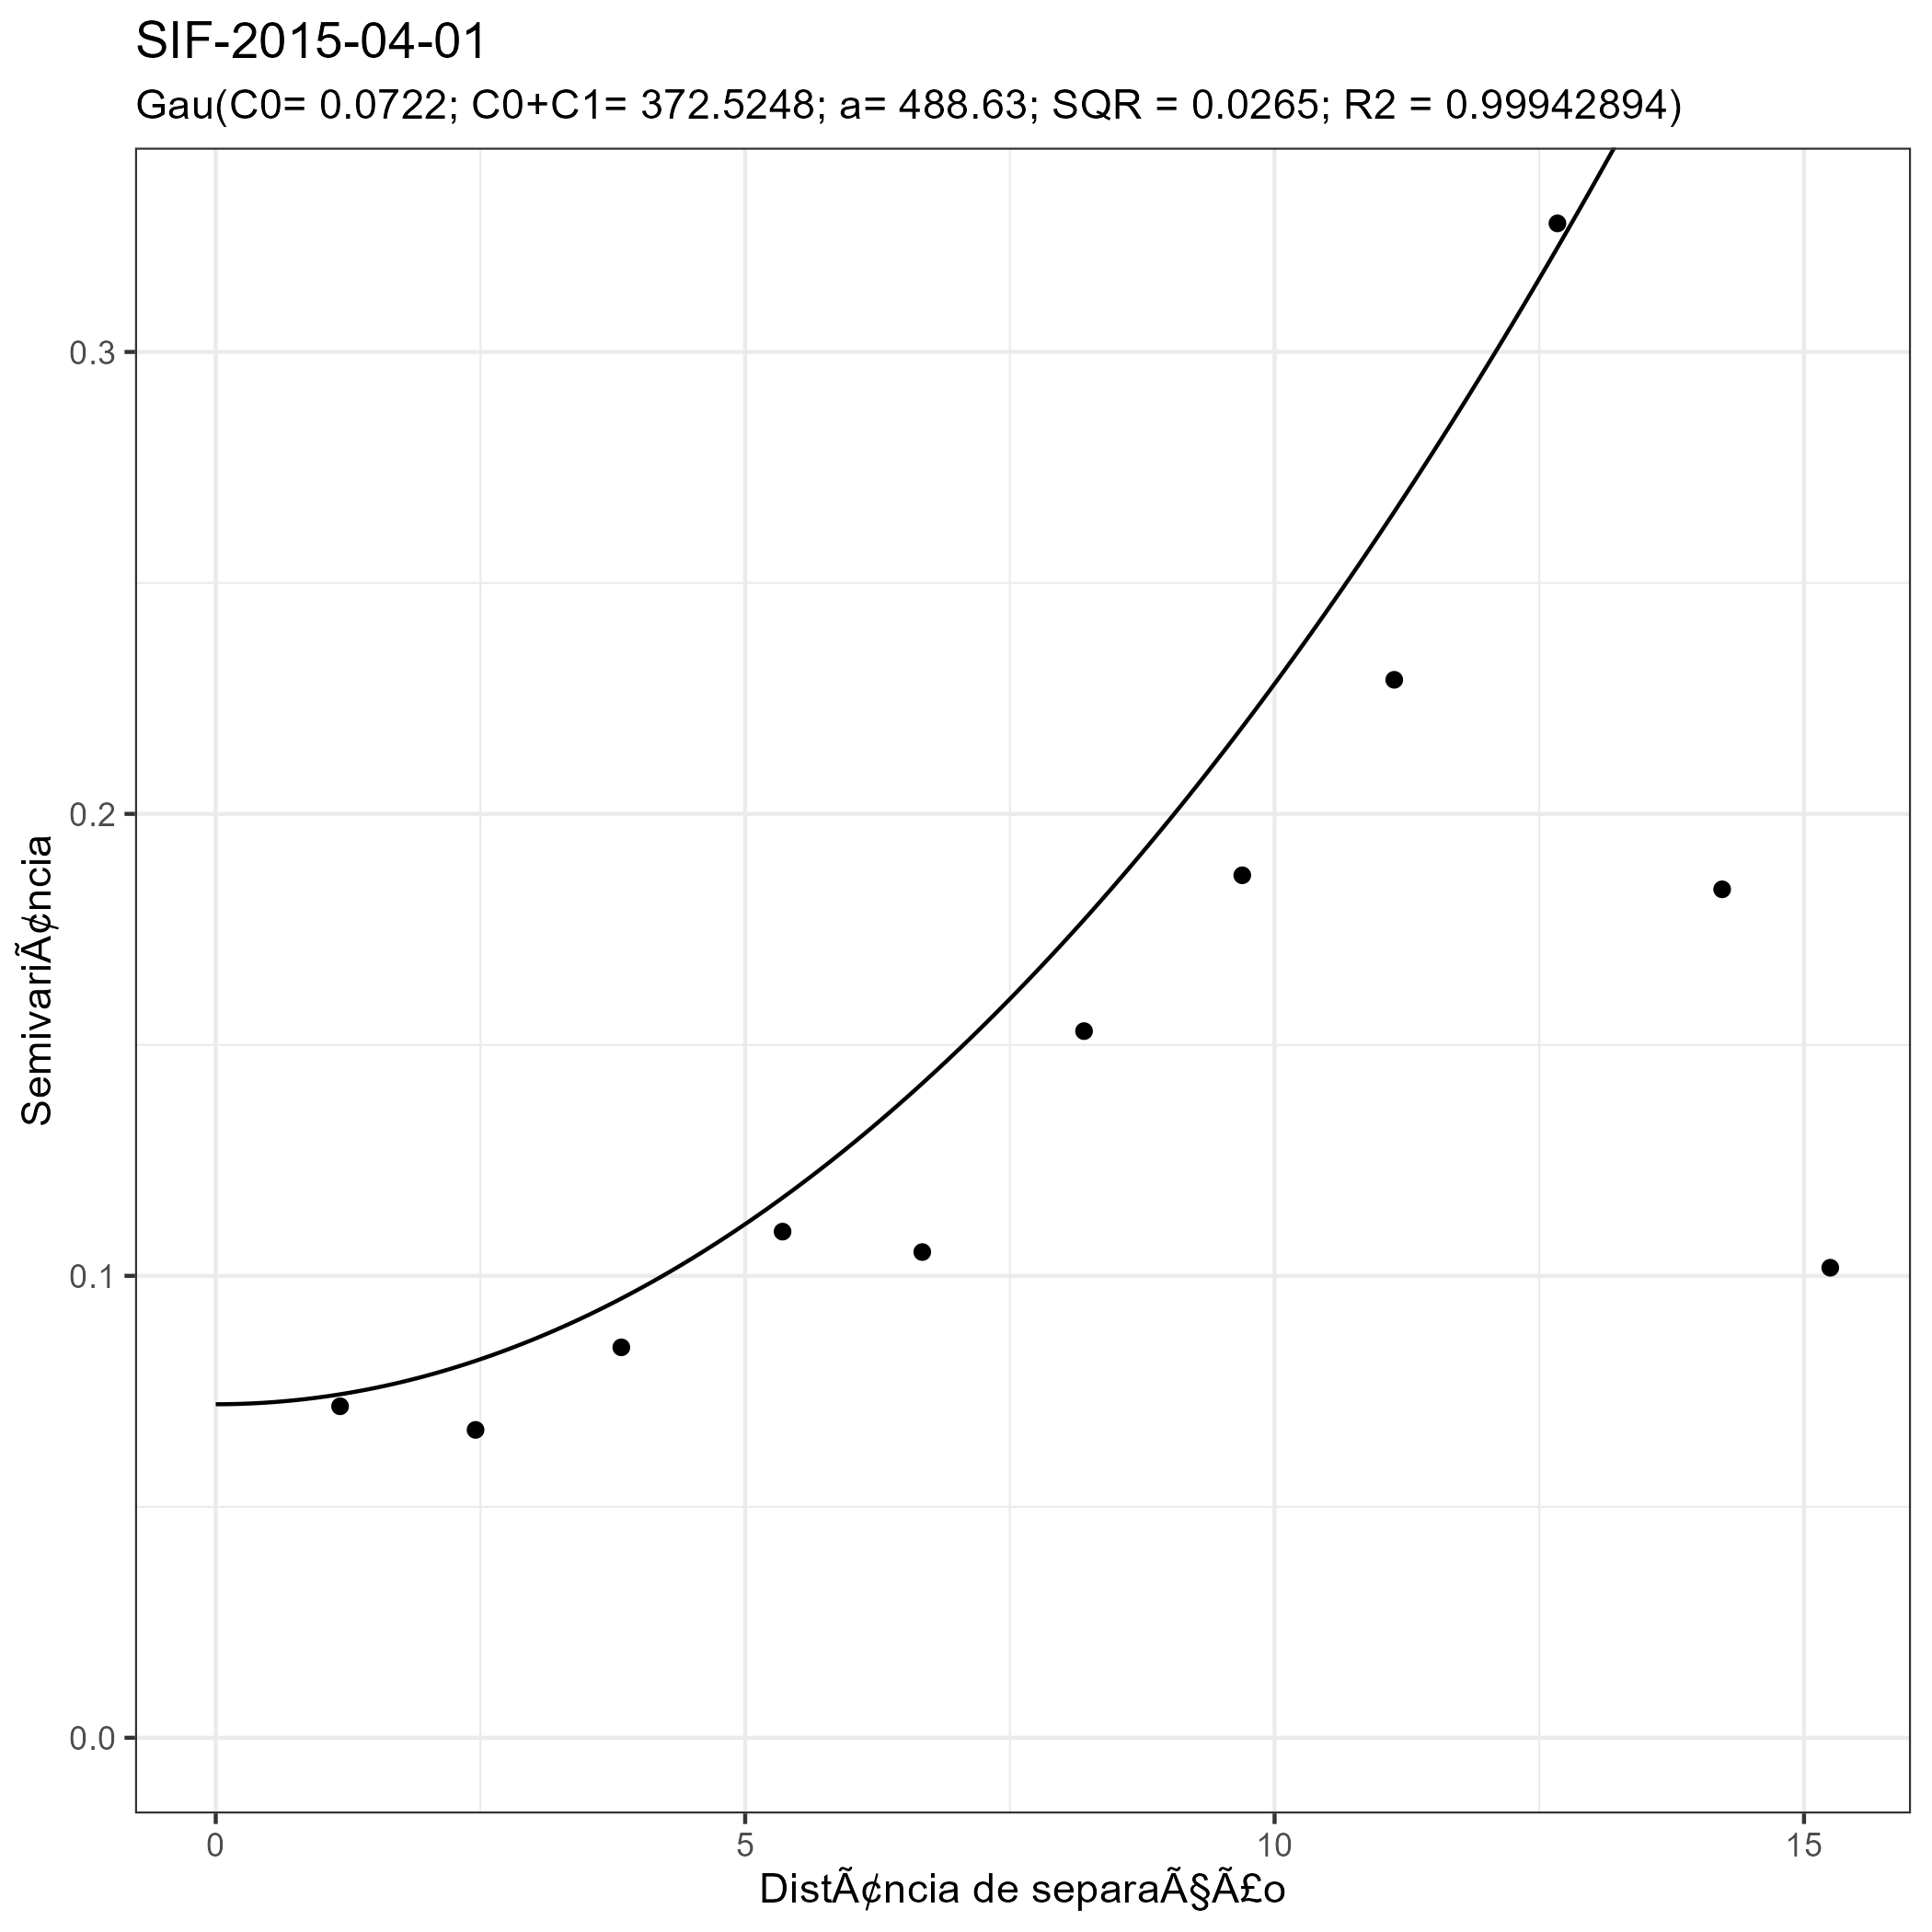 SIF-2015-04-01
Gau(C0= 0.0722; C0+C1= 372.5248; a= 488.63; SQR = 0.0265; R2 = 0.99942894)
0.3
0.2
0.1
0.0
SemivariÃ¢ncia
0
5
10
15
DistÃ¢ncia de separaÃ§Ã£o